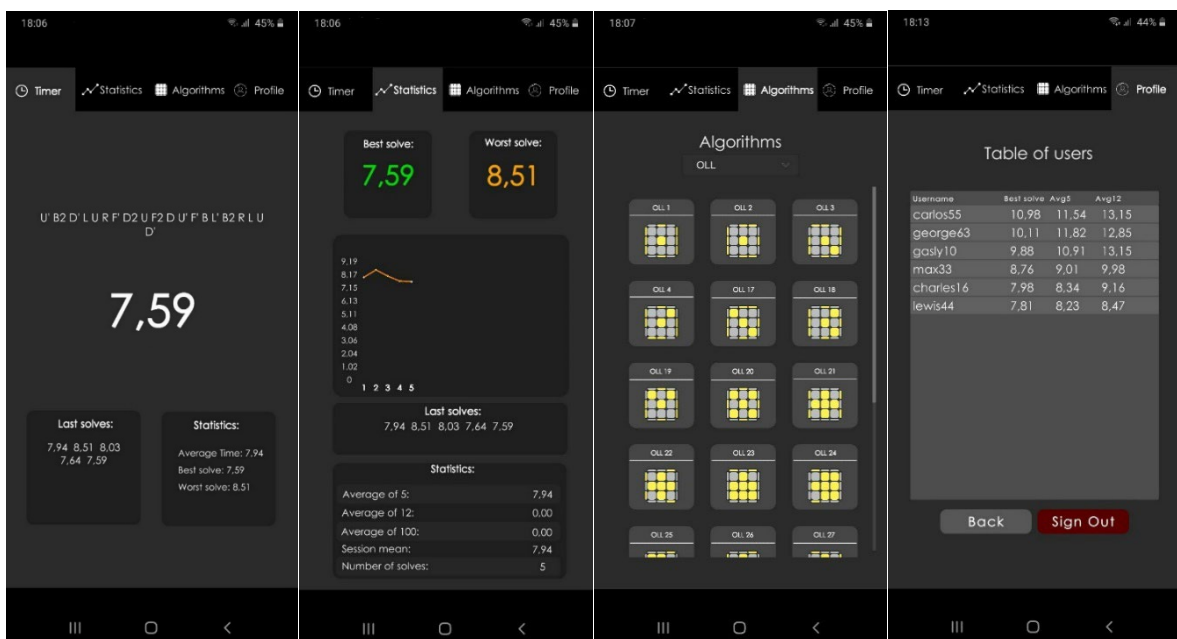 18:06
45%
Timer Statistics Algorithms Profile
U' B2 D' L U R F' D2 U F2 D U' F' B L' B2 R L U
D'
7,59
Last solves:
7,94 8,51 8,03
7,64 7,59
Statistics:
Average Time: 7,94
Best solve: 7,59
Worst solve: 8,51
18:06
45%
Timer Statistics Algorithms Profile
Best solve:
7,59
Worst solve:
8,51
9.19
8.17
7.15
6.13
5.11
4.08
3.06
2.04
1.02
0
1 2 3 4 5
Last solves:
7,94 8,51 8,03 7,64 7,59
Statistics:
Average of 5: 7,94
Average of 12: 0,00
Average of 100: 0,00
Session mean: 7,94
Number of solves: 5
18:07
45%
Timer Statistics Algorithms Profile
Algorithms
OLL
OLL 1 OLL 2 OLL 3
OLL 4 OLL 17 OLL 18
OLL 19 OLL 20 OLL 21
OLL 22 OLL 23 OLL 24
OLL 25 OLL 26 OLL 27
18:13
44%
Timer Statistics Algorithms Profile
Table of users
Username Best solve Avg5 Avg12
carlos55 10,98 11,54 13,15
george63 10,11 11,82 12,85
gasly10 9,88 10,91 13,15
max33 8,76 9,01 9,98
charles16 7,98 8,34 9,16
lewis44 7,81 8,23 8,47
Back Sign Out